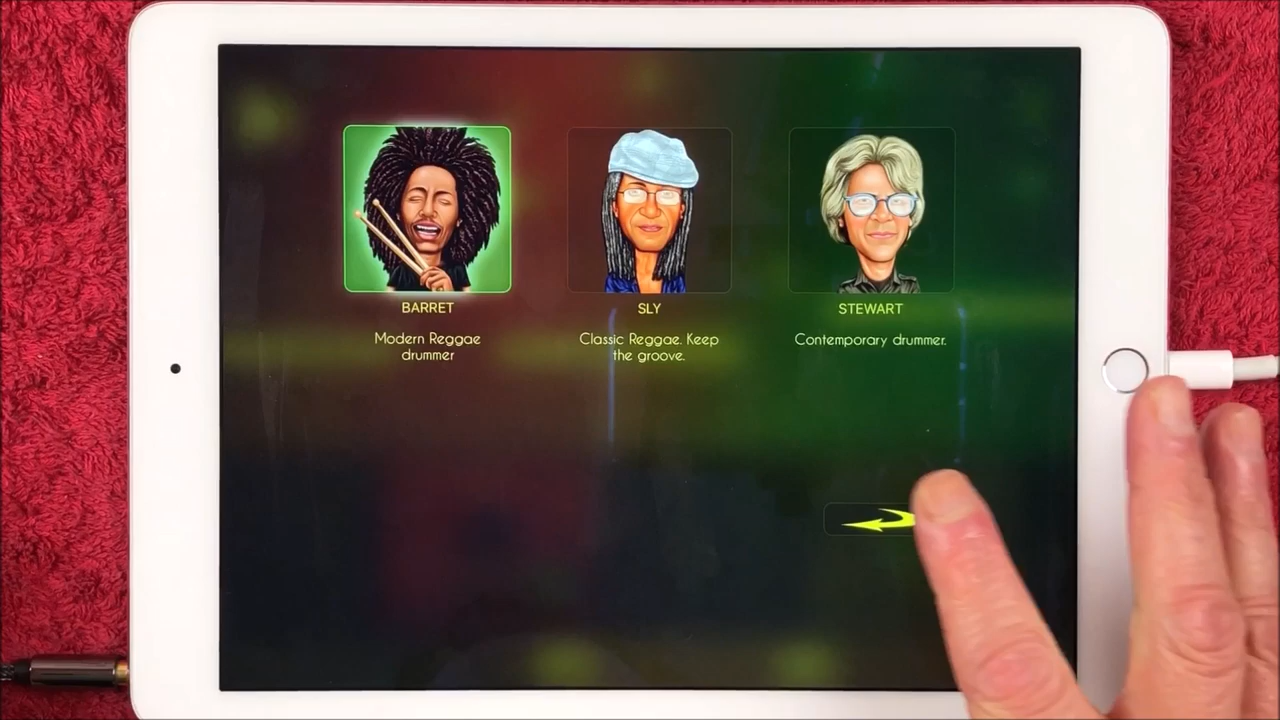 BARRET
Modern Reggae
drummer
SLY
Classic Reggae. Keep
the groove.
STEWART
Contemporary drummer.